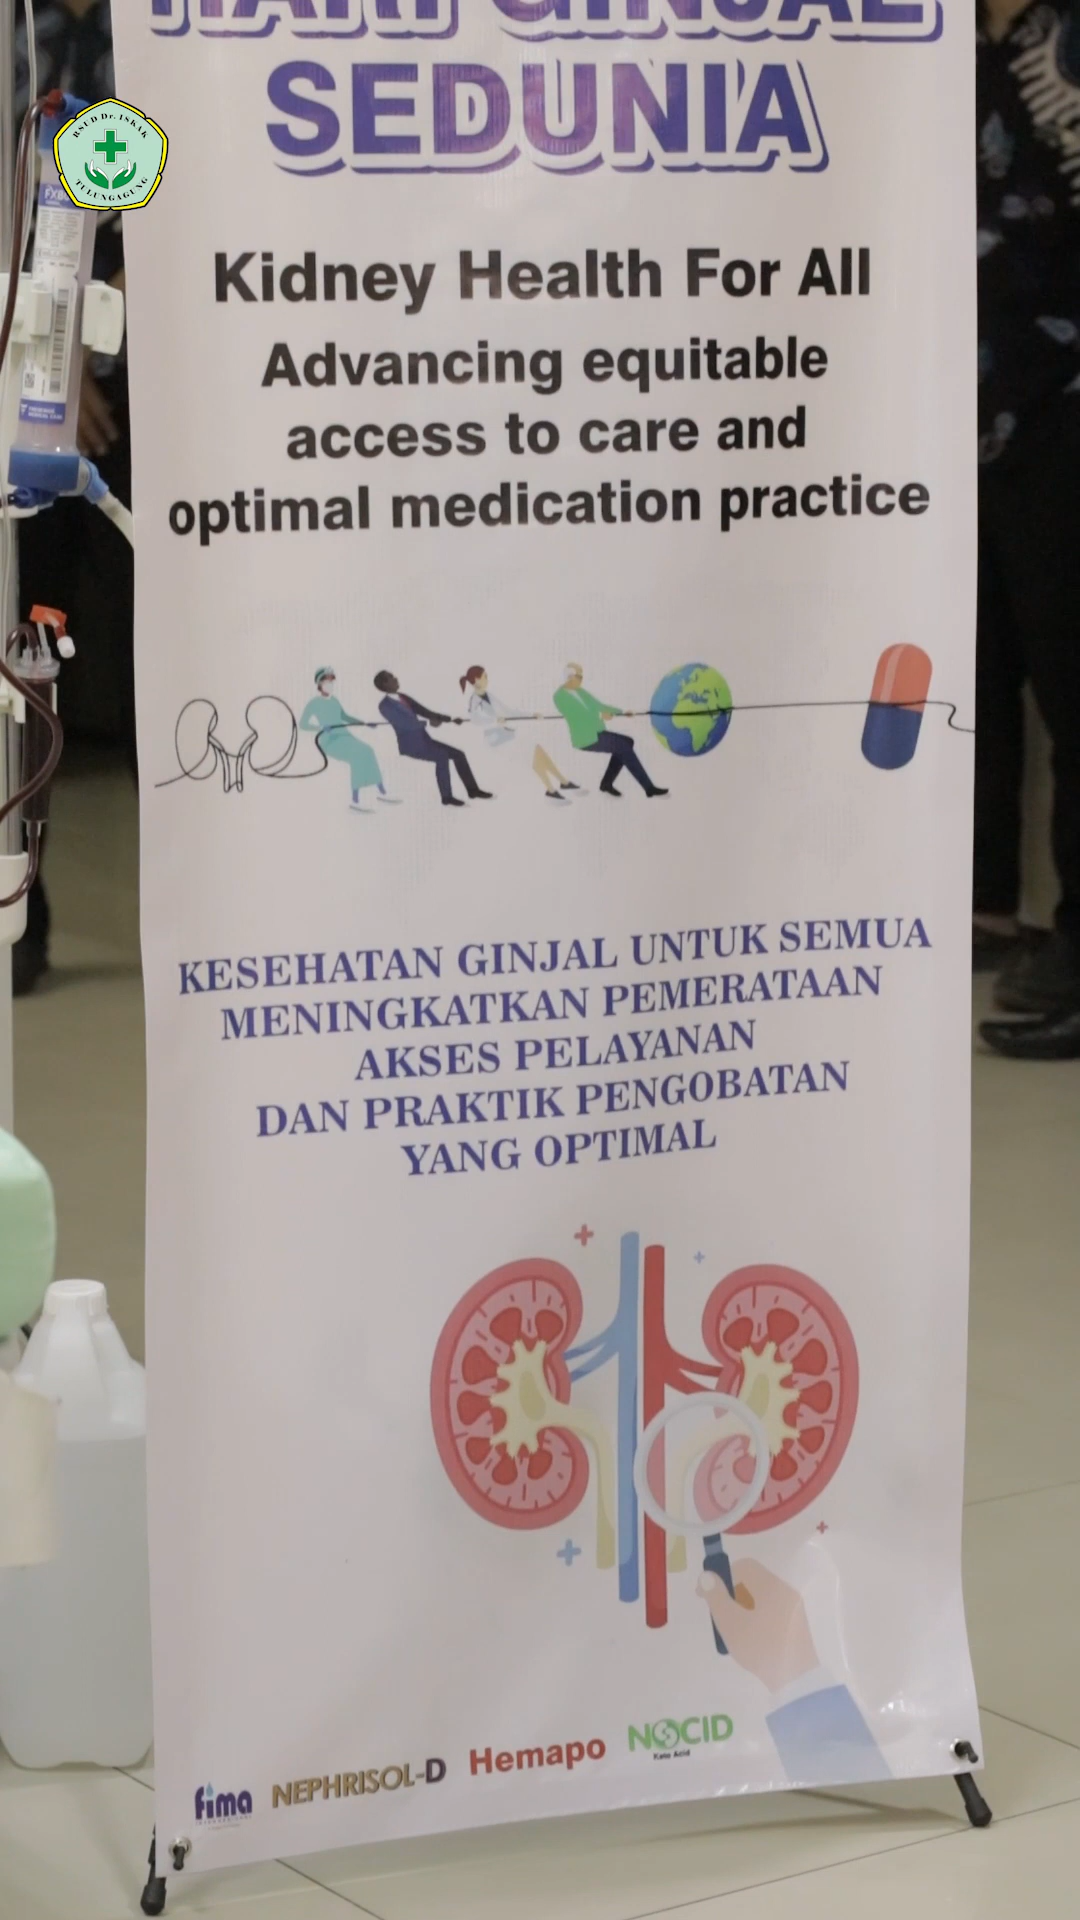 HARI GINJAL
SEDUNIA
RSUD Dr. ISKAK
TULUNGAGUNG
Kidney Health For All
Advancing equitable
access to care and
optimal medication practice
KESEHATAN GINJAL UNTUK SEMUA
MENINGKATKAN PEMERATAAN
AKSES PELAYANAN
DAN PRAKTIK PENGOBATAN
YANG OPTIMAL
fima
NEPHRISOL-D
Hemapo
NOCID
Keto Acid